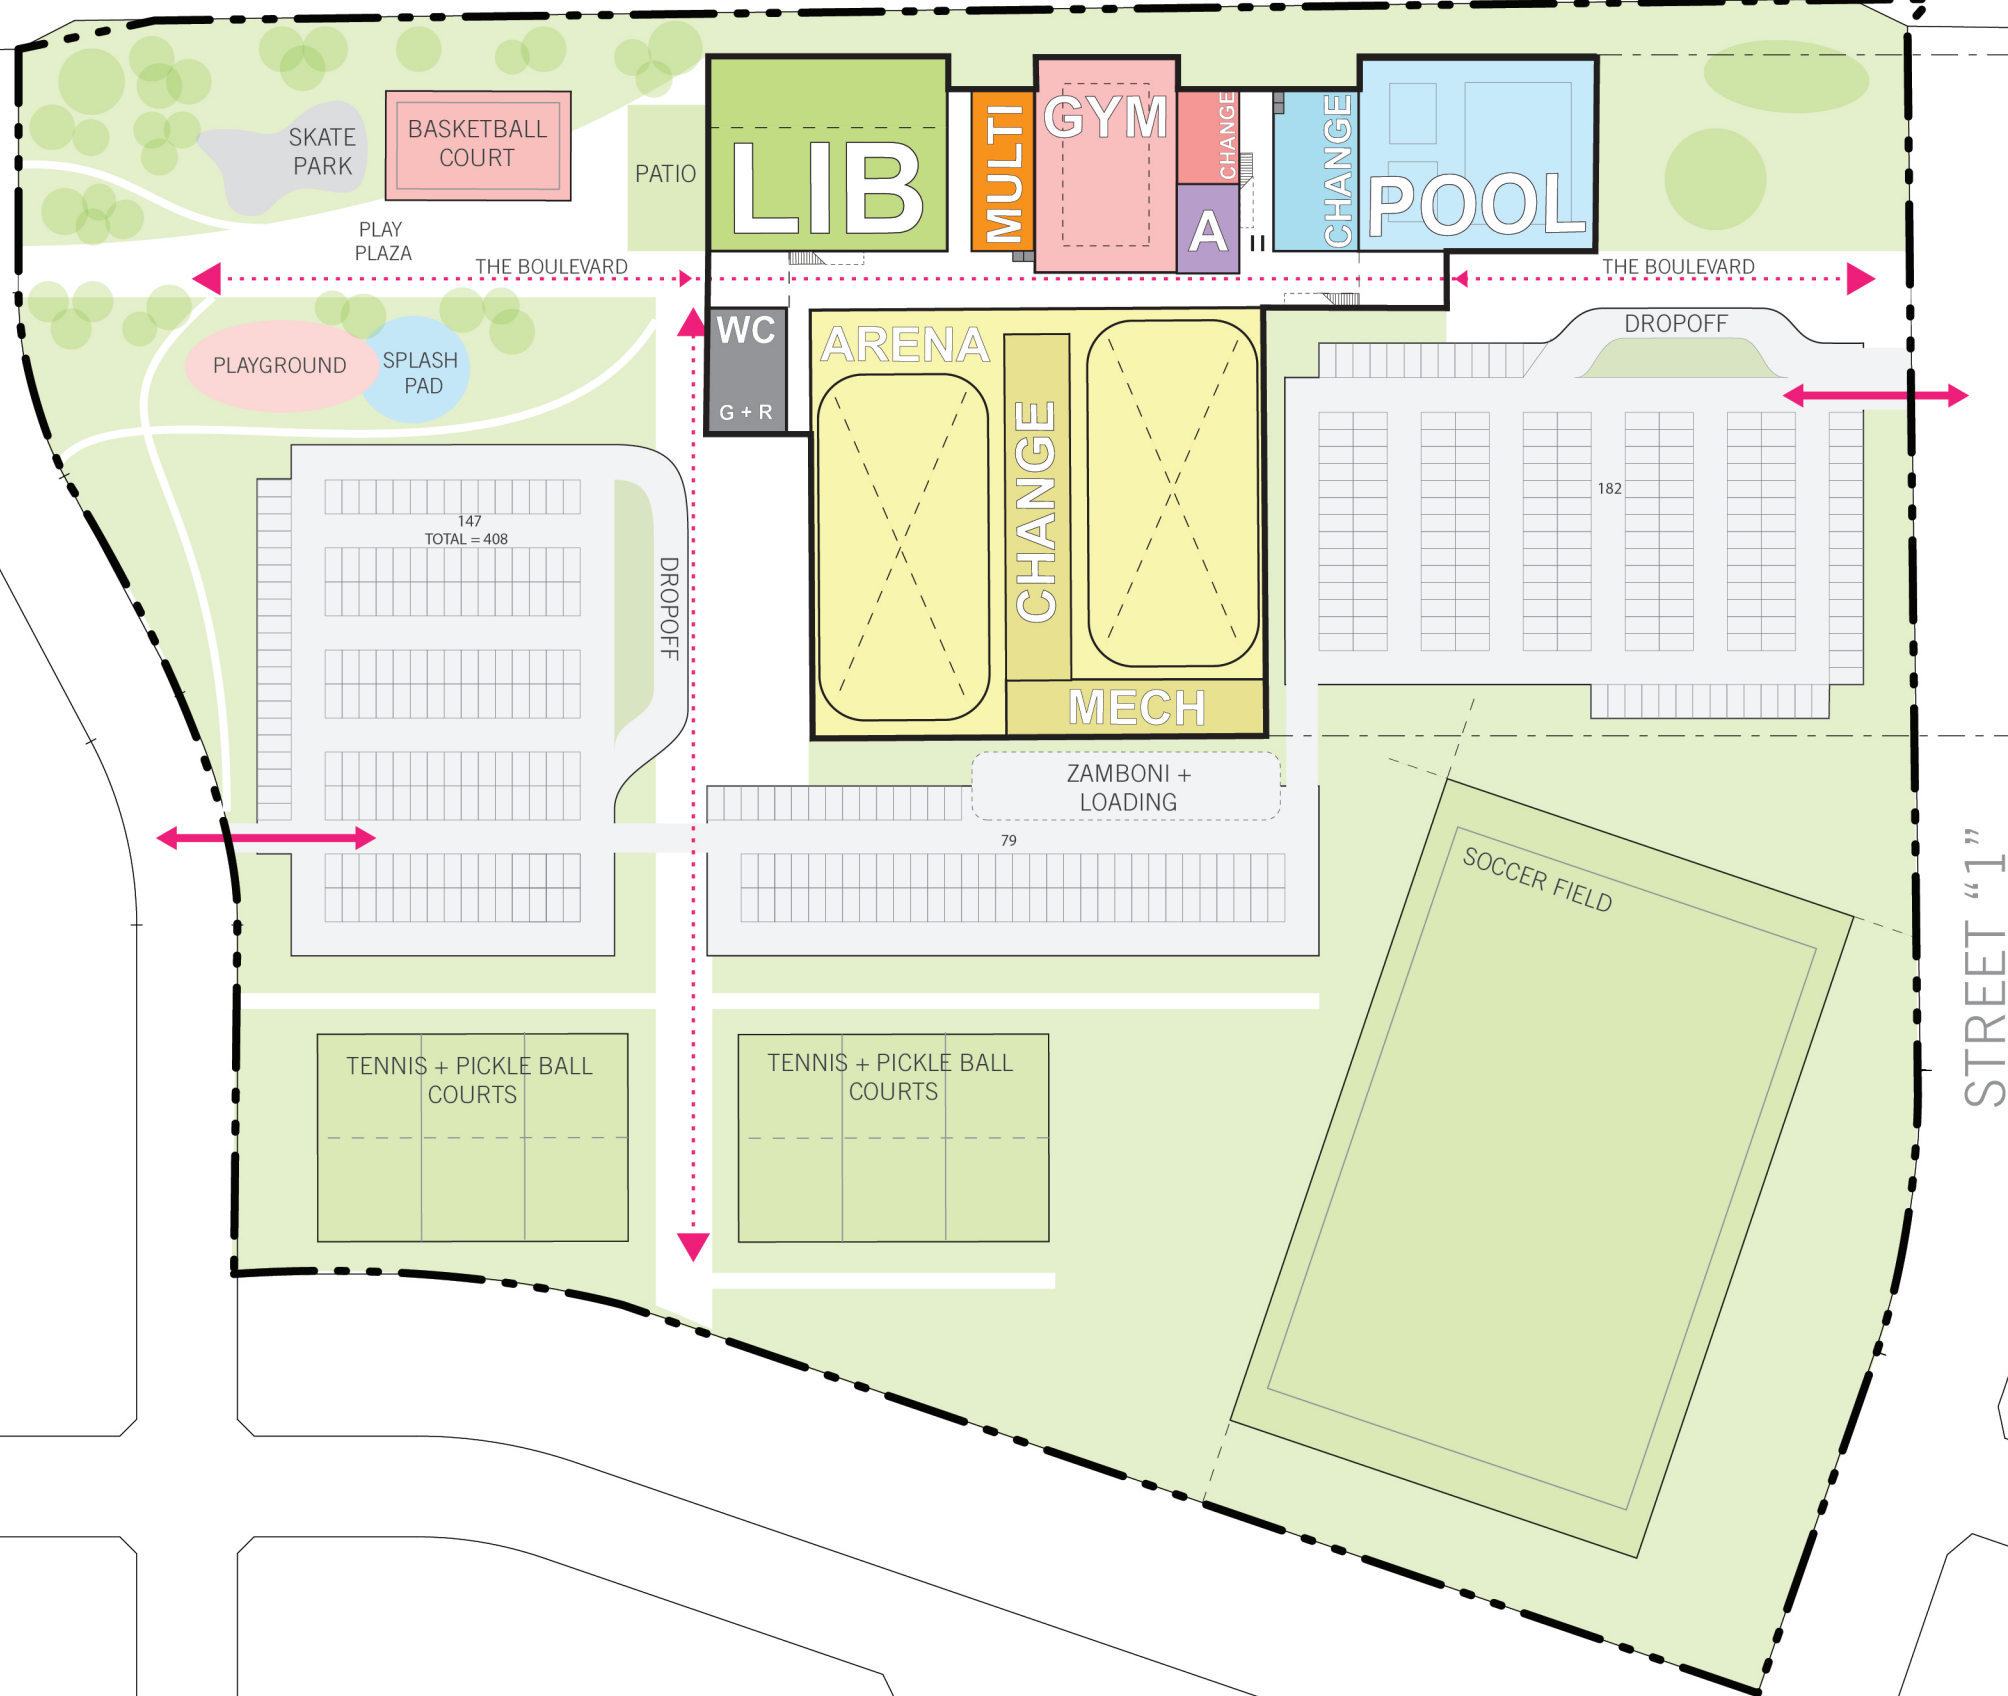 SKATE
PARK
BASKETBALL
COURT
PATIO
LIB
MULTI
GYM
CHANGE
A
CHANGE
POOL
PLAY
PLAZA
THE BOULEVARD
THE BOULEVARD
PLAYGROUND
SPLASH
PAD
WC
G + R
ARENA
CHANGE
MECH
DROPOFF
182
147
TOTAL = 408
DROPOFF
ZAMBONI +
LOADING
79
SOCCER FIELD
STREET “1”
TENNIS + PICKLE BALL
COURTS
TENNIS + PICKLE BALL
COURTS